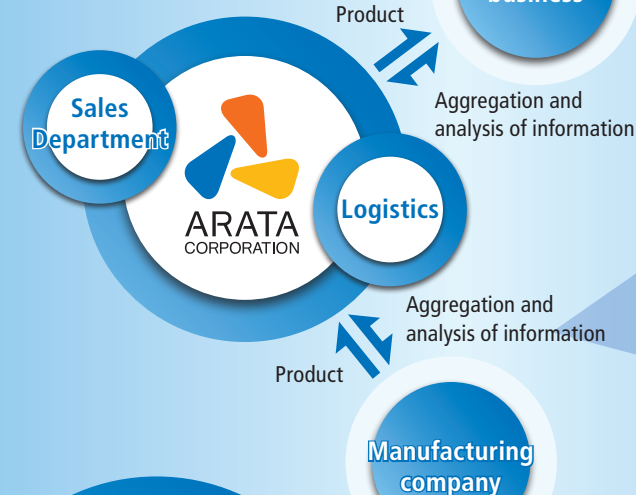 Product
business
Aggregation and
analysis of information
Sales
Department
ARATA
CORPORATION
Logistics
Aggregation and
analysis of information
Product
Manufacturing
company